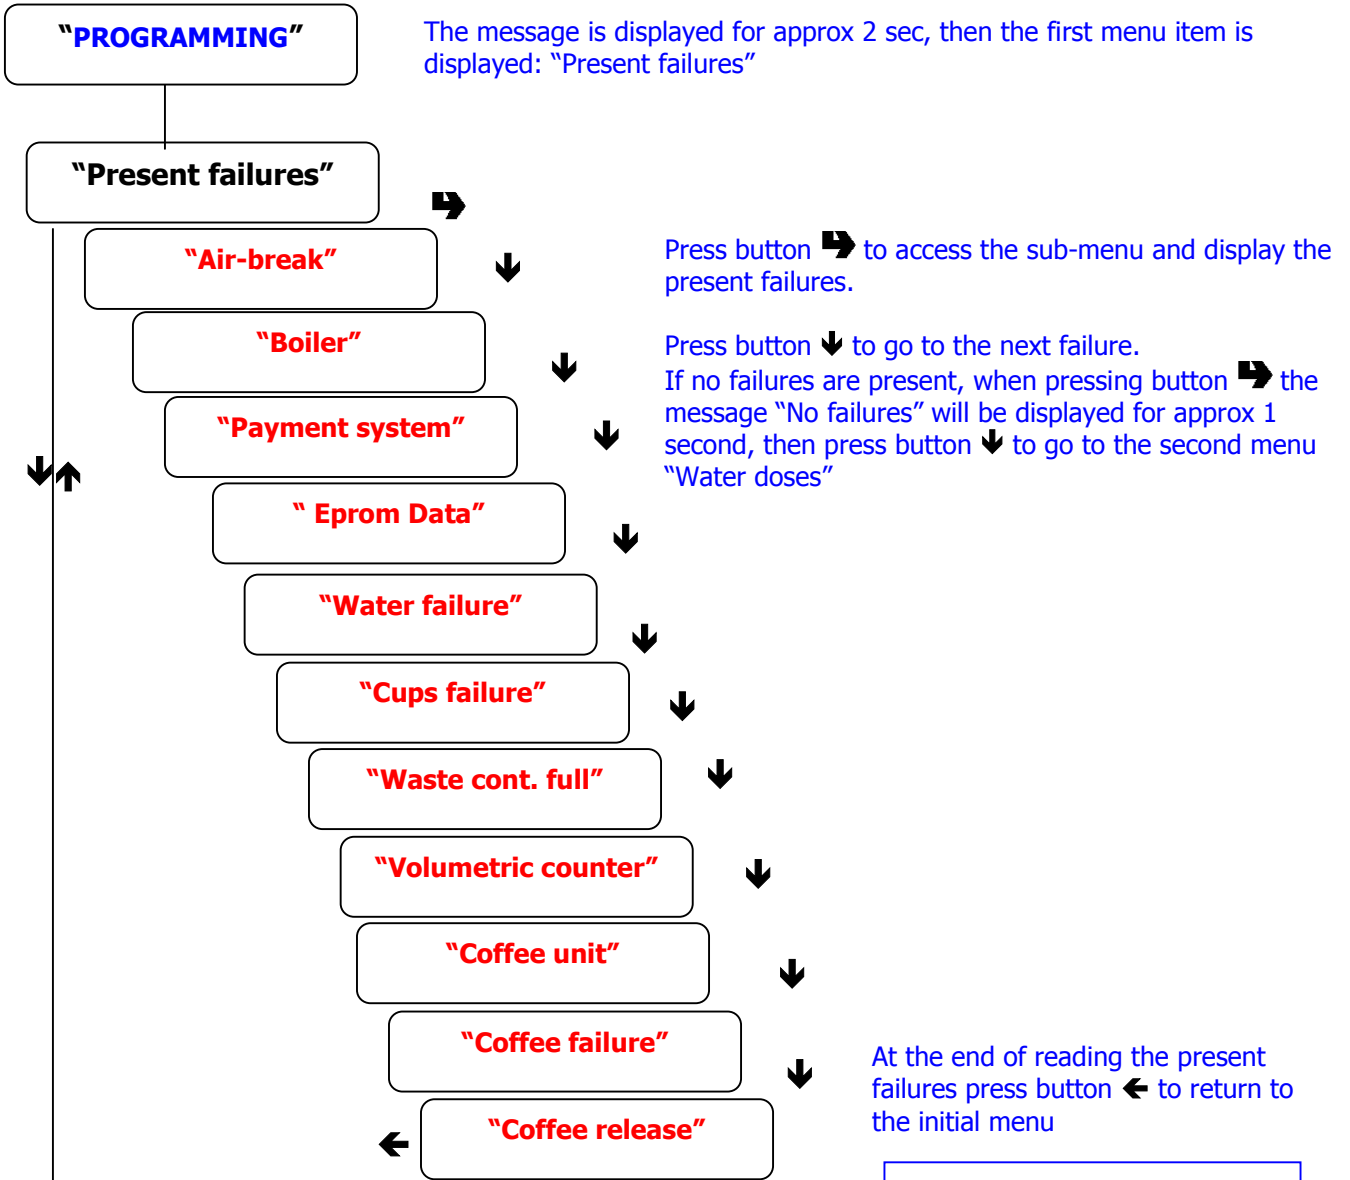 “PROGRAMMING”
The message is displayed for approx 2 sec, then the first menu item is
displayed: “Present failures”
“Present failures”
“Air-break”
Press button to access the sub-menu and display the
present failures.
“Boiler”
Press button ↓ to go to the next failure.
If no failures are present, when pressing button the
message “No failures” will be displayed for approx 1
second, then press button ↓ to go to the second menu
“Water doses”
“Payment system”
“ Eprom Data”
“Water failure”
“Cups failure”
“Waste cont. full”
“Volumetric counter”
“Coffee unit”
“Coffee failure”
At the end of reading the present
failures press button ← to return to
the initial menu
“Coffee release”